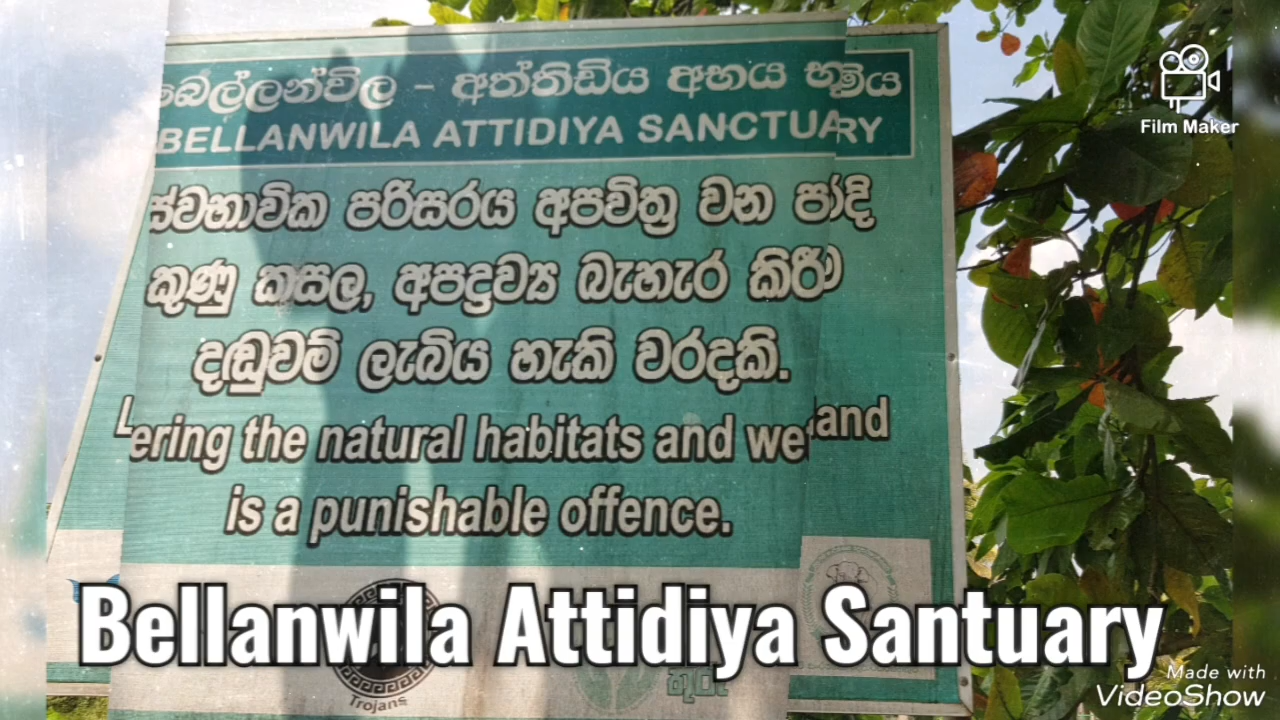 බෙල්ලන්විල – අත්තිඩිය අභය භූමිය
BELLANWILA ATTIDIYA SANCTUARY
ස්වභාවික පරිසරය අපවිත්‍ර වන පරිදි
කුණු කසල, අපද්‍රව්‍ය බැහැර කිරීම
දඬුවම් ලැබිය හැකි වරදකි.
ering the natural habitats and wetland
is a punishable offence.
Bellanwila Attidiya Santuary
Trojans
තුරු
Film Maker
Made with
VideoShow